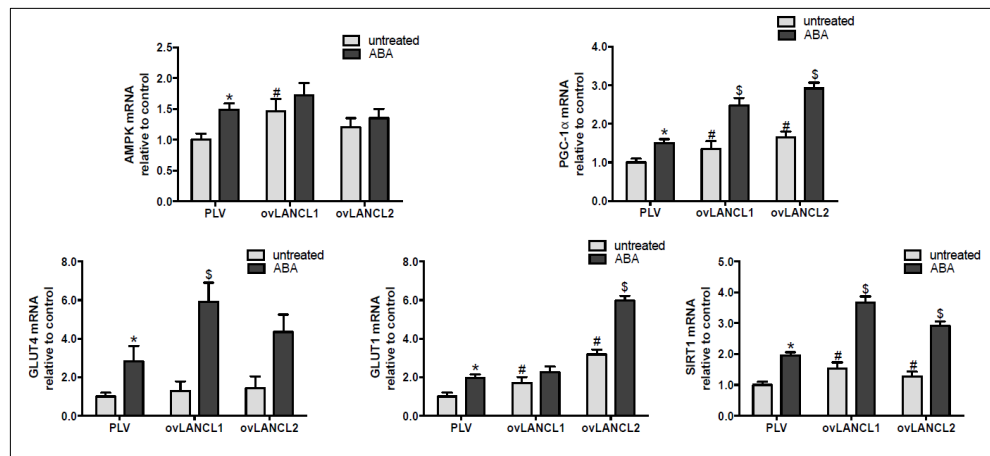 untreated
ABA
AMPK mRNA
relative to control
2.5
2.0
1.5
1.0
0.5
0.0
*
#
PLV ovLANCL1 ovLANCL2
untreated
ABA
PGC-1α mRNA
relative to control
4.0
3.0
2.0
1.0
0.0
*
#
$
#
$
PLV ovLANCL1 ovLANCL2
untreated
ABA
GLUT4 mRNA
relative to control
8.0
6.0
4.0
2.0
0.0
*
$
PLV ovLANCL1 ovLANCL2
untreated
ABA
GLUT1 mRNA
relative to control
8.0
6.0
4.0
2.0
0.0
*
#
#
$
PLV ovLANCL1 ovLANCL2
untreated
ABA
SIRT1 mRNA
relative to control
5.0
4.0
3.0
2.0
1.0
0.0
*
#
$
#
$
PLV ovLANCL1 ovLANCL2